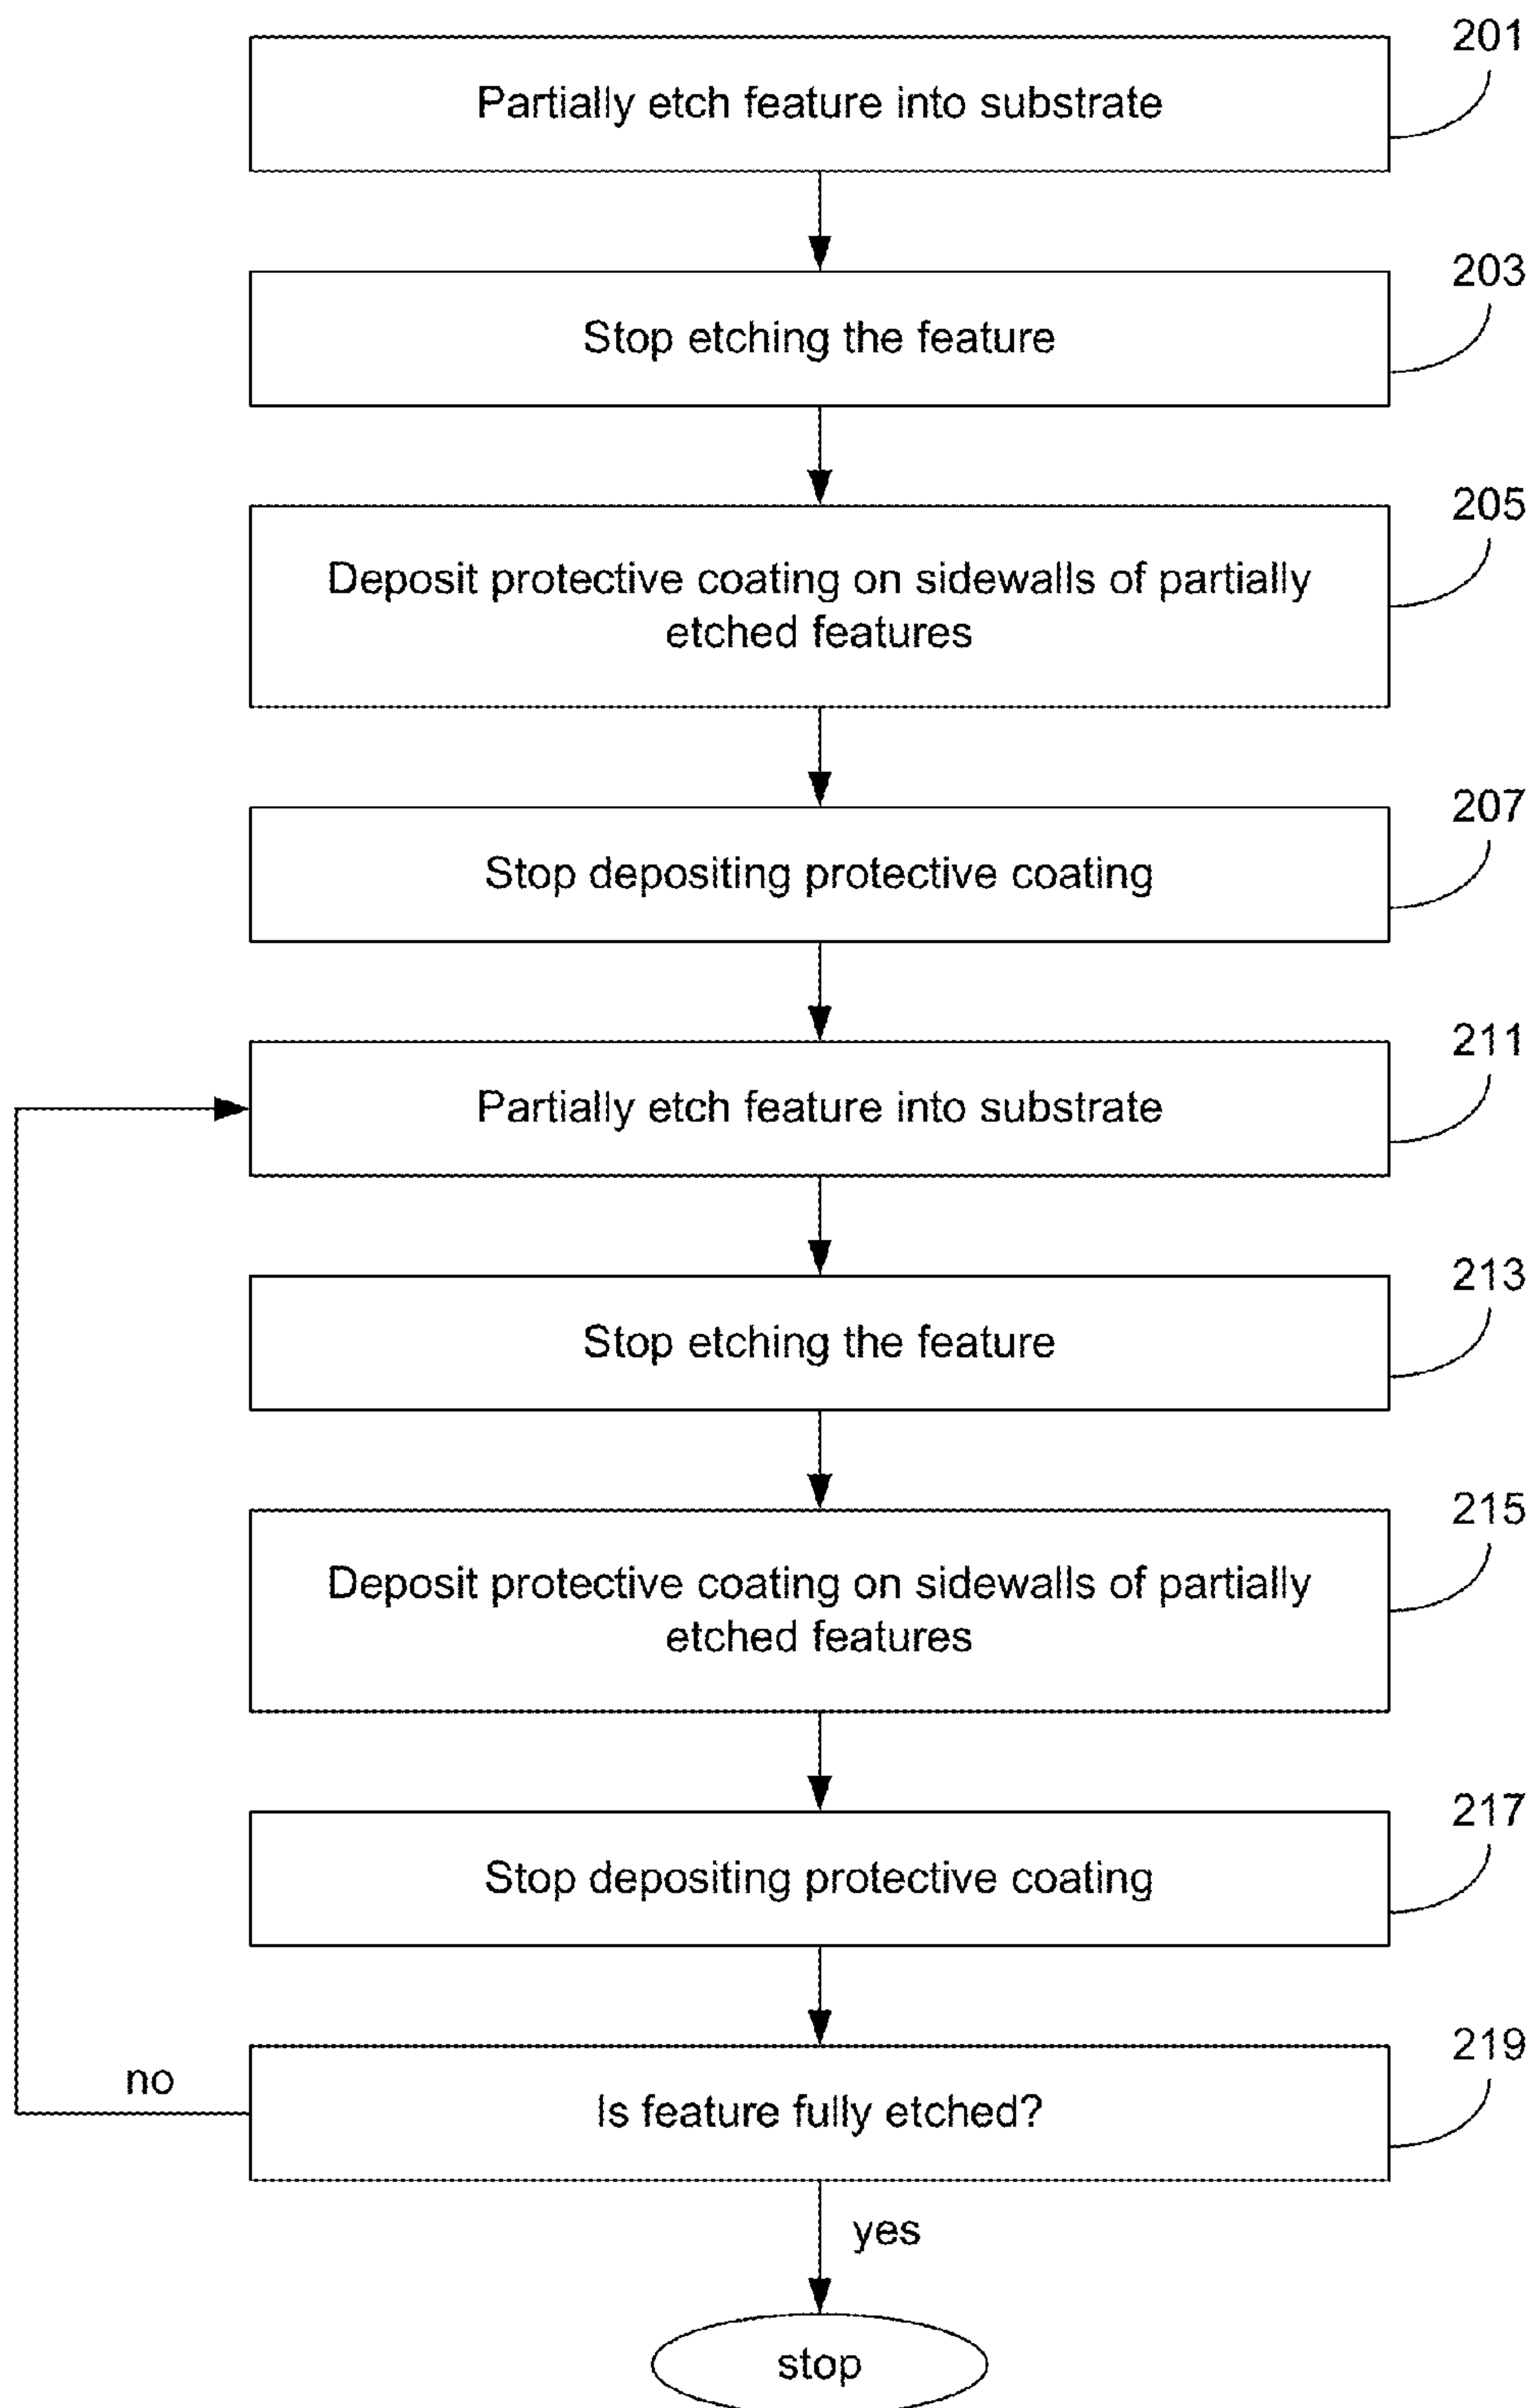 201
Partially etch feature into substrate
203
Stop etching the feature
205
Deposit protective coating on sidewalls of partially
etched features
207
Stop depositing protective coating
211
Partially etch feature into substrate
213
Stop etching the feature
215
Deposit protective coating on sidewalls of partially
etched features
217
Stop depositing protective coating
219
no
Is feature fully etched?
yes
stop